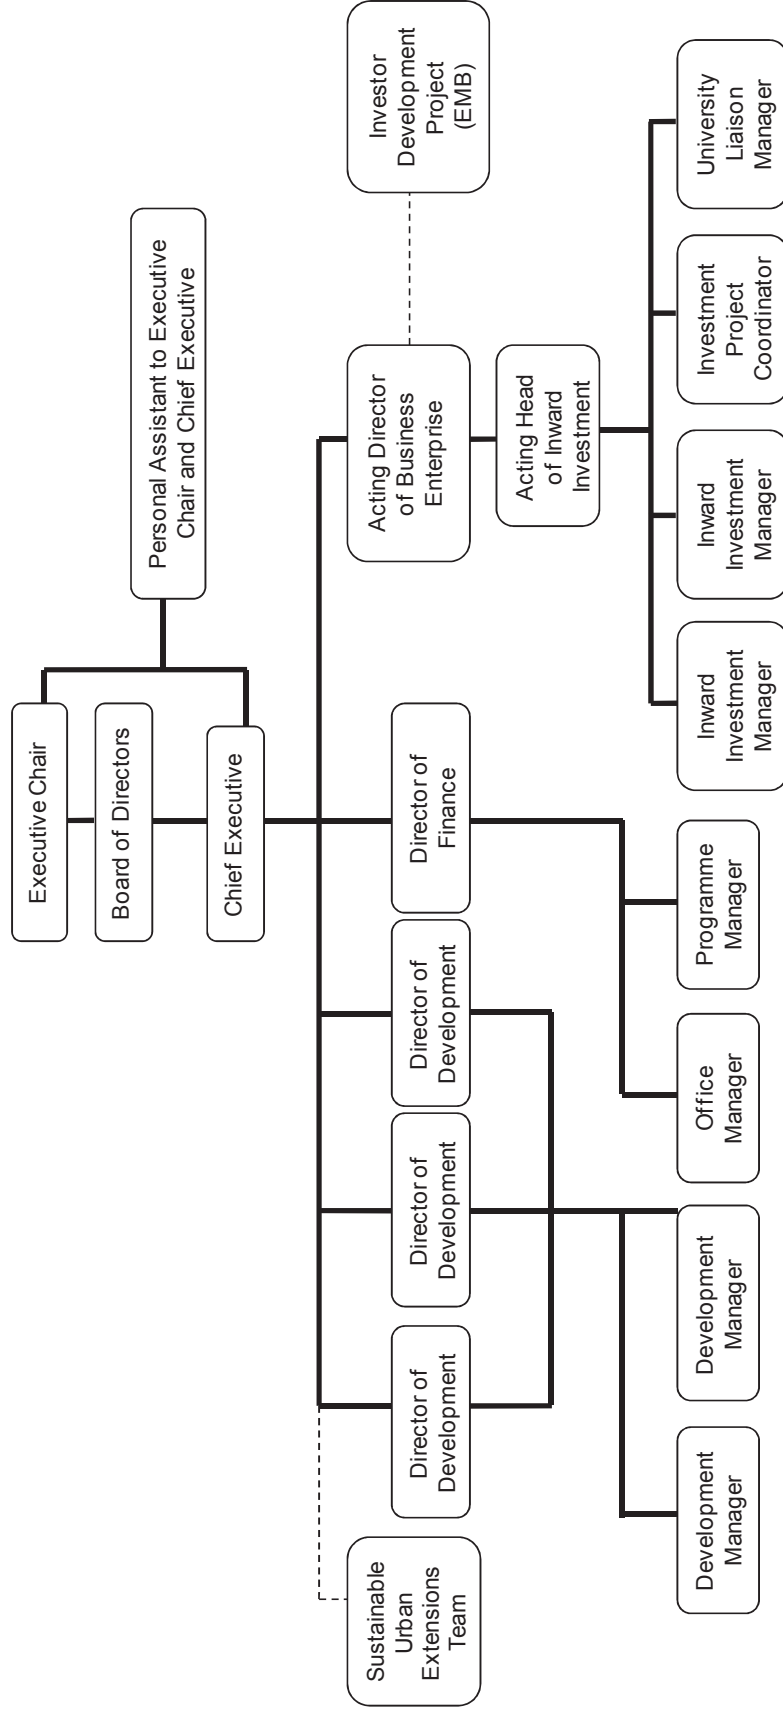 Executive Chair
Board of Directors
Chief Executive
Personal Assistant to Executive
Chair and Chief Executive
Sustainable
Urban
Extensions
Team
Director of
Development
Director of
Development
Director of
Development
Director of
Finance
Acting Director
of Business
Enterprise
Investor
Development
Project
(EMB)
Acting Head
of Inward
Investment
Development
Manager
Development
Manager
Office
Manager
Programme
Manager
Inward
Investment
Manager
Inward
Investment
Manager
Investment
Project
Coordinator
University
Liaison
Manager